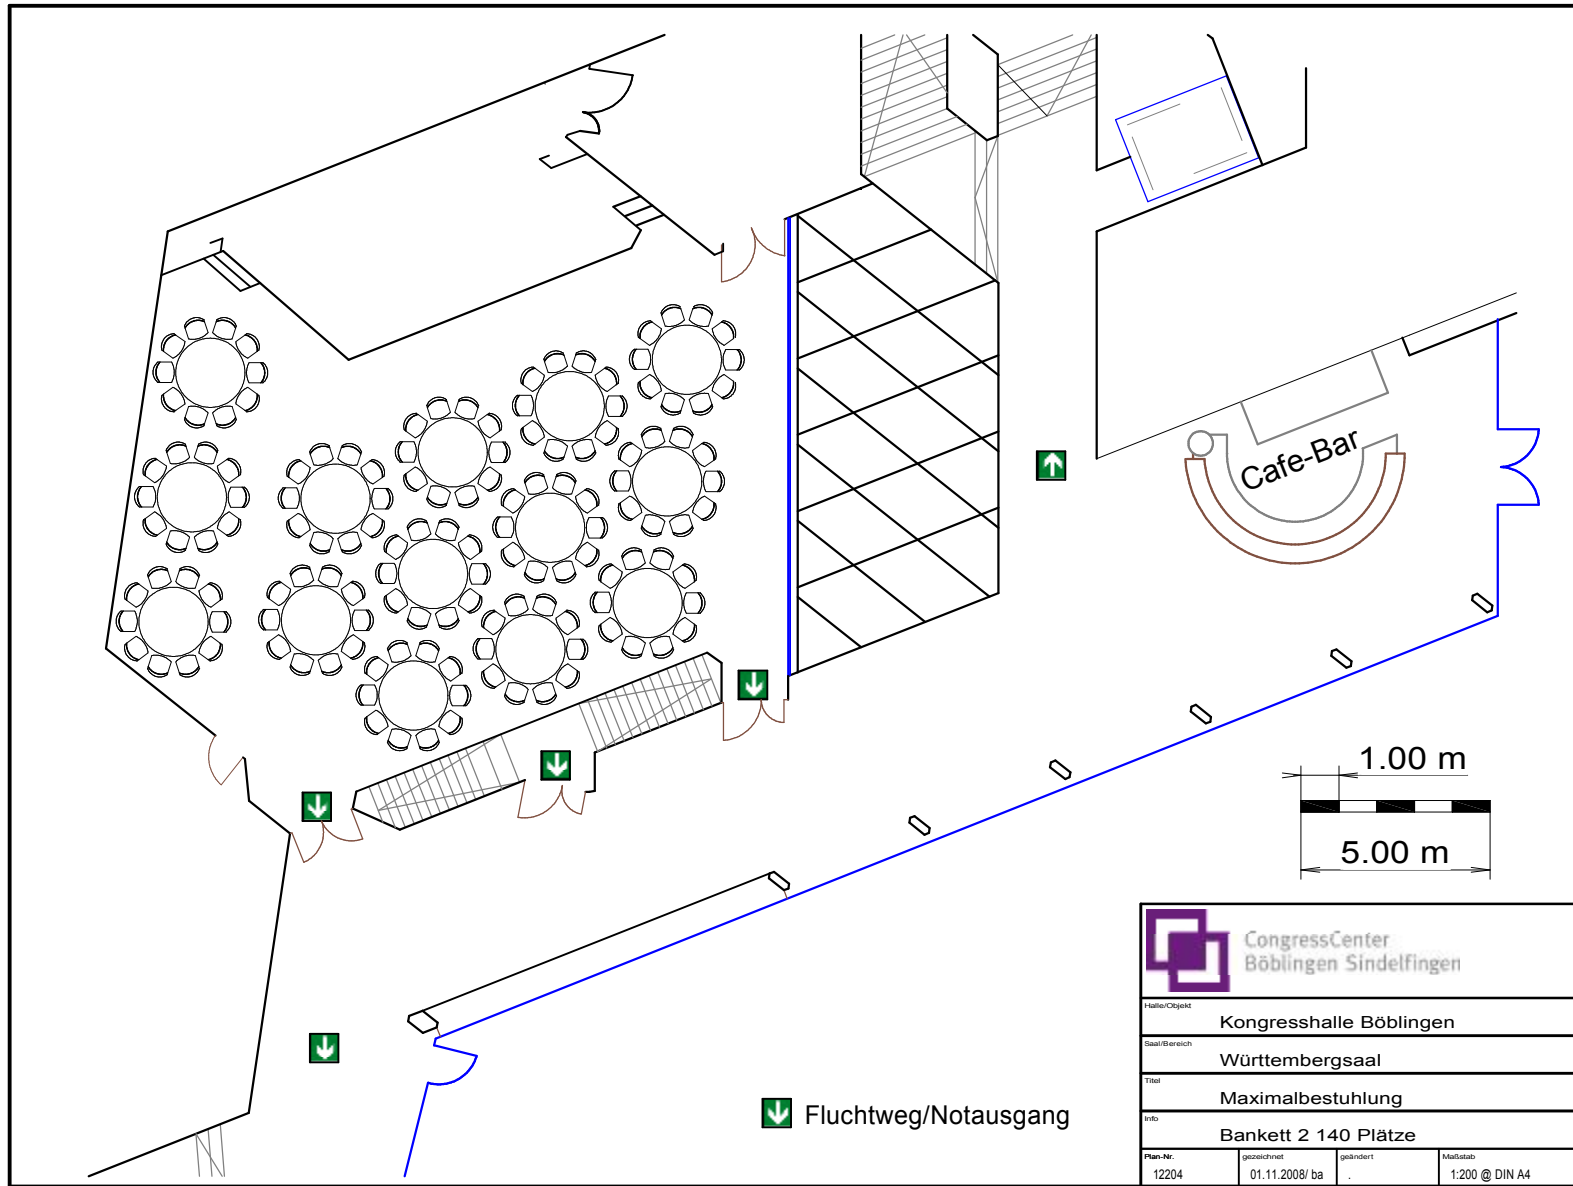 Cafe-Bar
1.00 m
5.00 m
CongressCenter
Böblingen Sindelfingen
Halle/Objekt
Kongresshalle Böblingen
Saal/Bereich
Württembergsaal
Titel
Maximalbestuhlung
Info
Bankett 2 140 Plätze
Plan-Nr. gezeichnet geändert Maßstab
12204 01.11.2008/ ba . 1:200 @ DIN A4
Fluchtweg/Notausgang